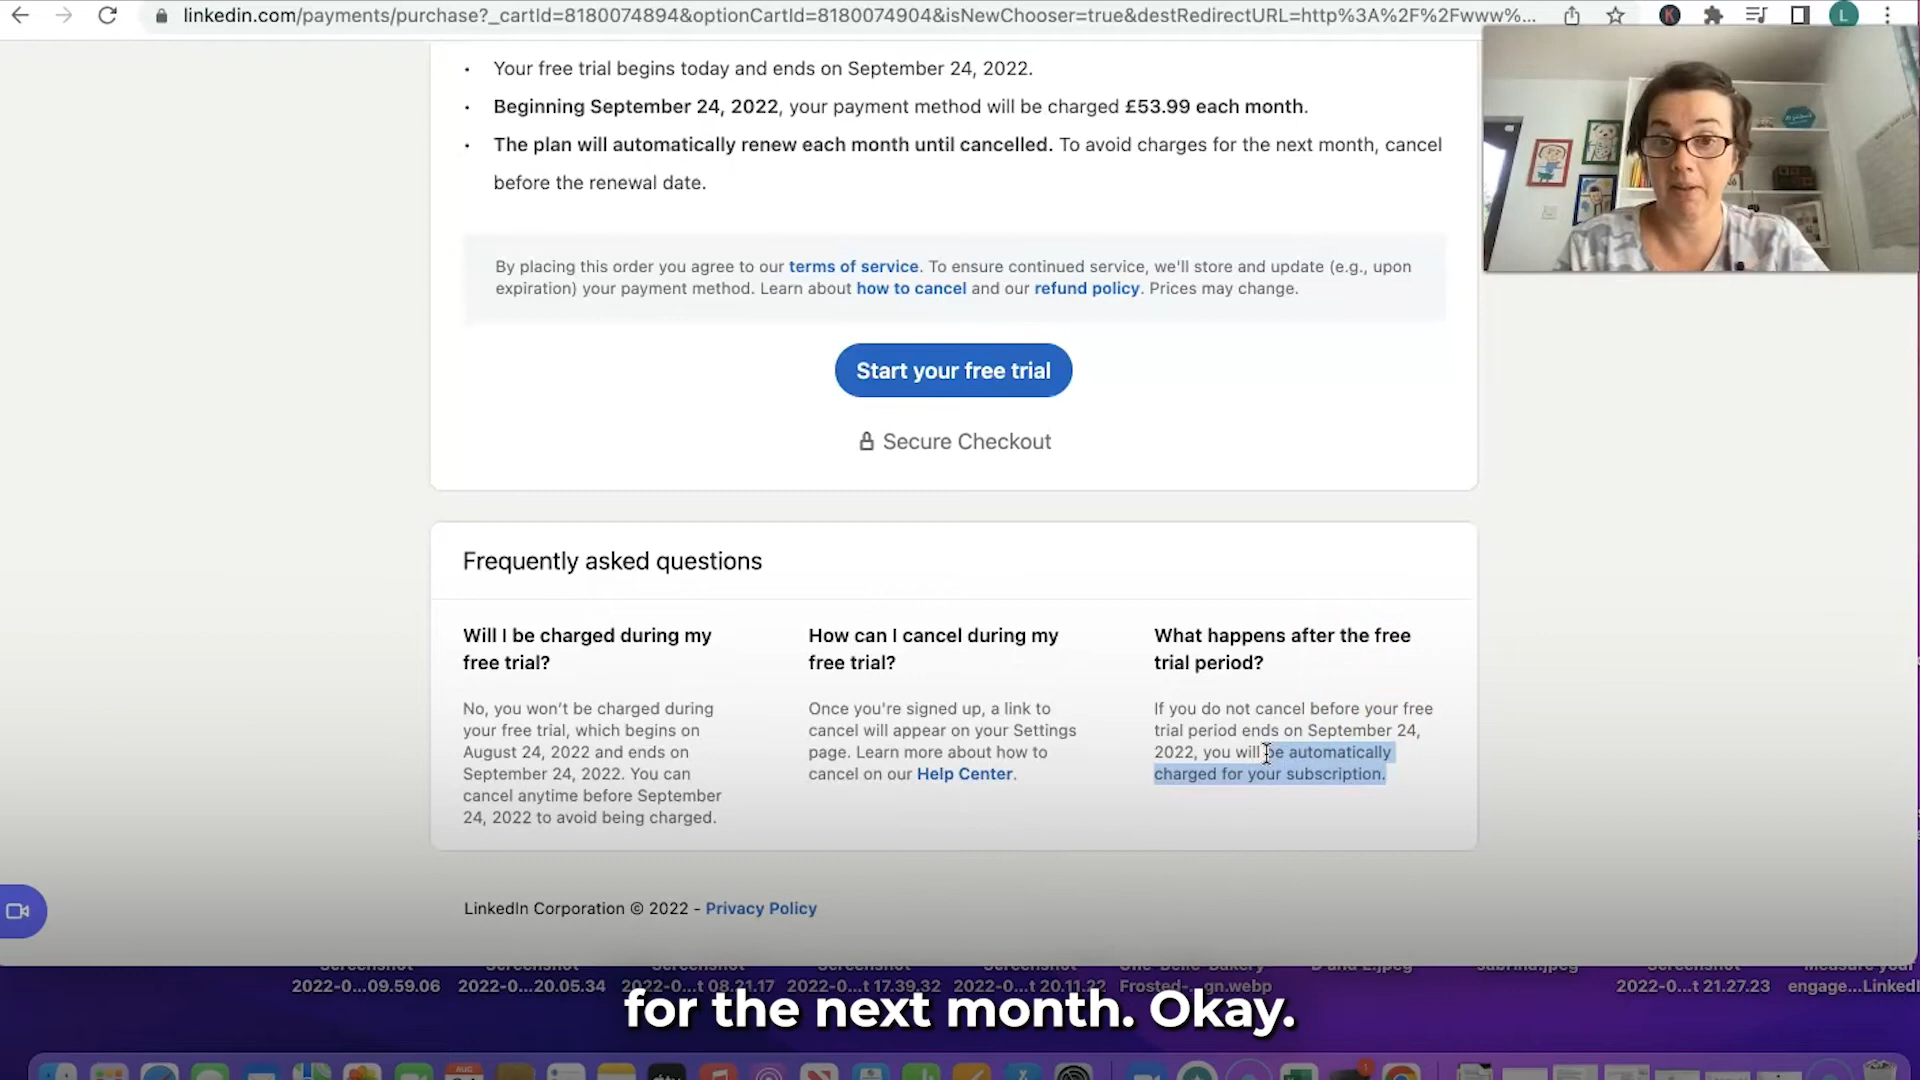 linkedin.com/payments/purchase?_cartId=8180074894&optionCartId=8180074904&isNewChooser=true&destRedirectURL=http%3A%2F%2Fwww%...
L
• Your free trial begins today and ends on September 24, 2022.
• Beginning September 24, 2022, your payment method will be charged £53.99 each month.
• The plan will automatically renew each month until cancelled. To avoid charges for the next month, cancel
before the renewal date.
By placing this order you agree to our terms of service. To ensure continued service, we'll store and update (e.g., upon
expiration) your payment method. Learn about how to cancel and our refund policy. Prices may change.
Start your free trial
Secure Checkout
Frequently asked questions
Will I be charged during my
free trial?
No, you won't be charged during
your free trial, which begins on
August 24, 2022 and ends on
September 24, 2022. You can
cancel anytime before September
24, 2022 to avoid being charged.
How can I cancel during my
free trial?
Once you're signed up, a link to
cancel will appear on your Settings
page. Learn more about how to
cancel on our Help Center.
What happens after the free
trial period?
If you do not cancel before your free
trial period ends on September 24,
2022, you will be automatically
charged for your subscription.
LinkedIn Corporation © 2022 - Privacy Policy
2022-0...09.59.06 2022-0...20.05.34 2022-0...t 08.21.17 2022-0...t 17.39.32 2022-0...t 20.11.22 Frosted-...gn.webp 2022-0...t 21.27.23 engage...LinkedI
for the next month. Okay.